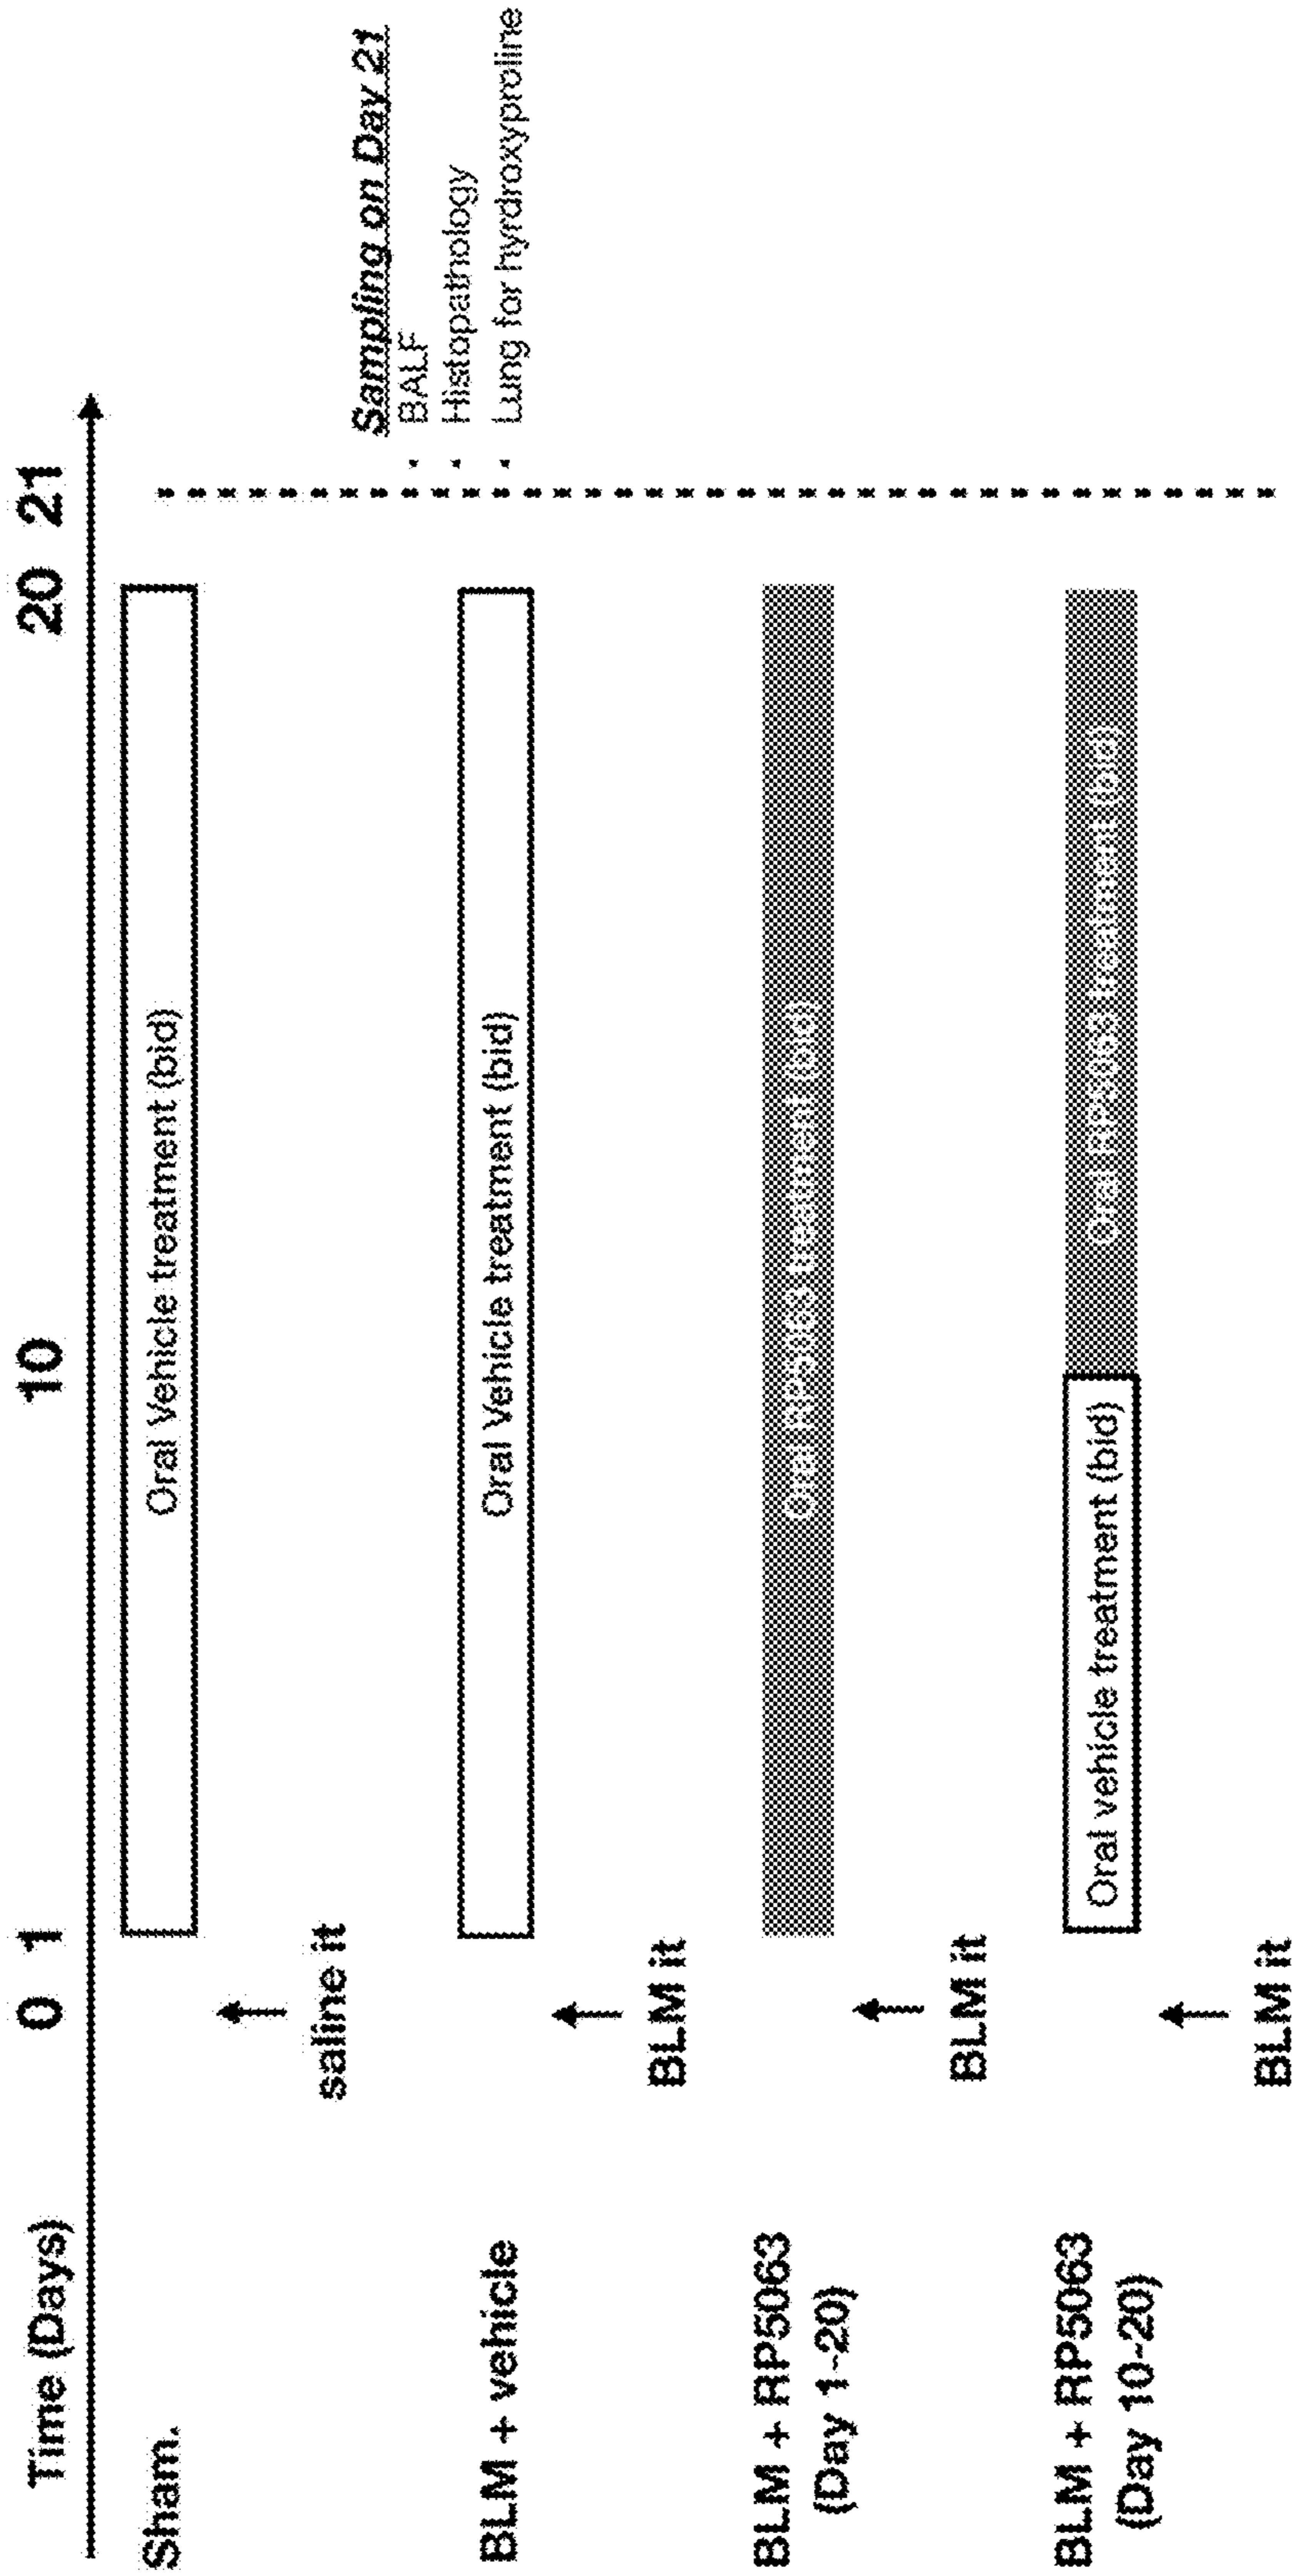 Time (Days)
0 1 10 20 21
Sham.
Oral Vehicle treatment (bid)
saline it
Sampling on Day 21
BALF
Histopathology
Lung for hyrdroxyproline
BLM + vehicle
Oral Vehicle treatment (bid)
BLM it
BLM + RP5063
(Day 1-20)
Oral RP5063 treatment (bid)
BLM it
BLM + RP5063
(Day 10-20)
Oral vehicle treatment (bid)
Oral RP5063 treatment (bid)
BLM it